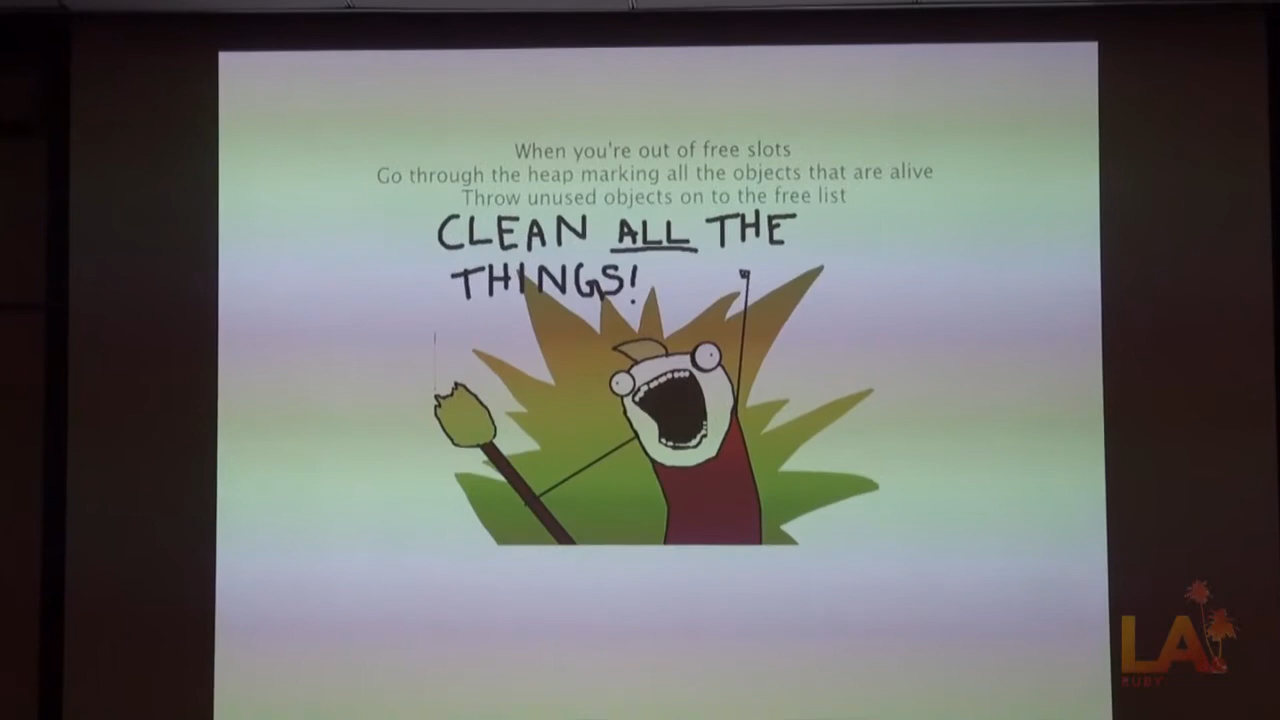 When you're out of free slots
Go through the heap marking all the objects that are alive
Throw unused objects on to the free list
CLEAN ALL THE
THINGS!
LA
RUBY